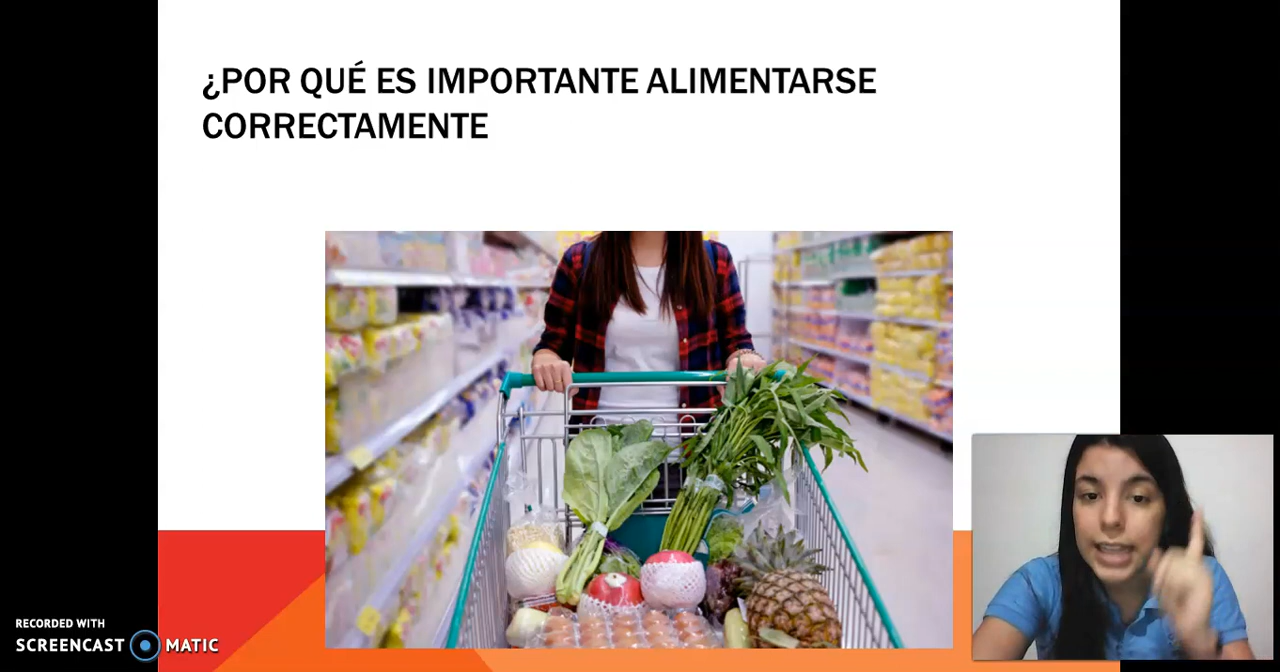 ¿POR QUÉ ES IMPORTANTE ALIMENTARSE
CORRECTAMENTE
RECORDED WITH
SCREENCAST MATIC